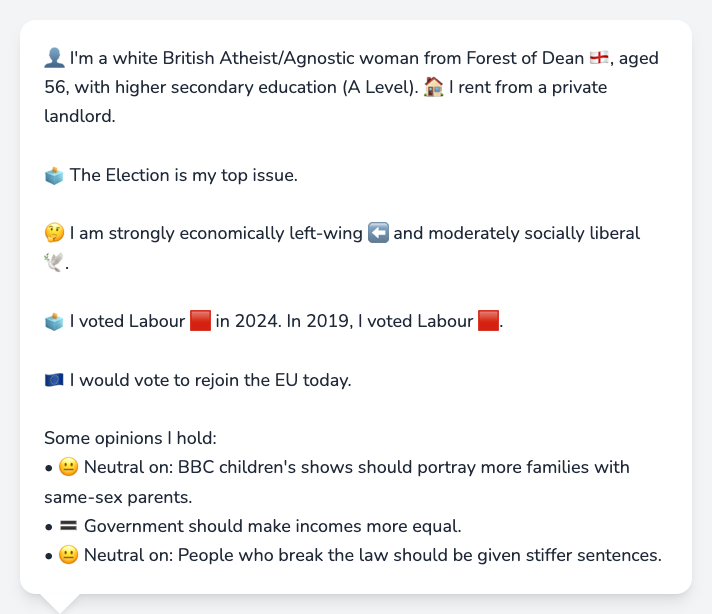 👤 I'm a white British Atheist/Agnostic woman from Forest of Dean 🏴󠁧󠁢󠁥󠁮󠁧󠁿, aged
56, with higher secondary education (A Level). 🏠 I rent from a private
landlord.
🗳️ The Election is my top issue.
🤔 I am strongly economically left-wing ⬅️ and moderately socially liberal
🕊️.
🗳️ I voted Labour 🟥 in 2024. In 2019, I voted Labour 🟥.
🇪🇺 I would vote to rejoin the EU today.
Some opinions I hold:
• 😐 Neutral on: BBC children's shows should portray more families with
same-sex parents.
• 🟰 Government should make incomes more equal.
• 😐 Neutral on: People who break the law should be given stiffer sentences.